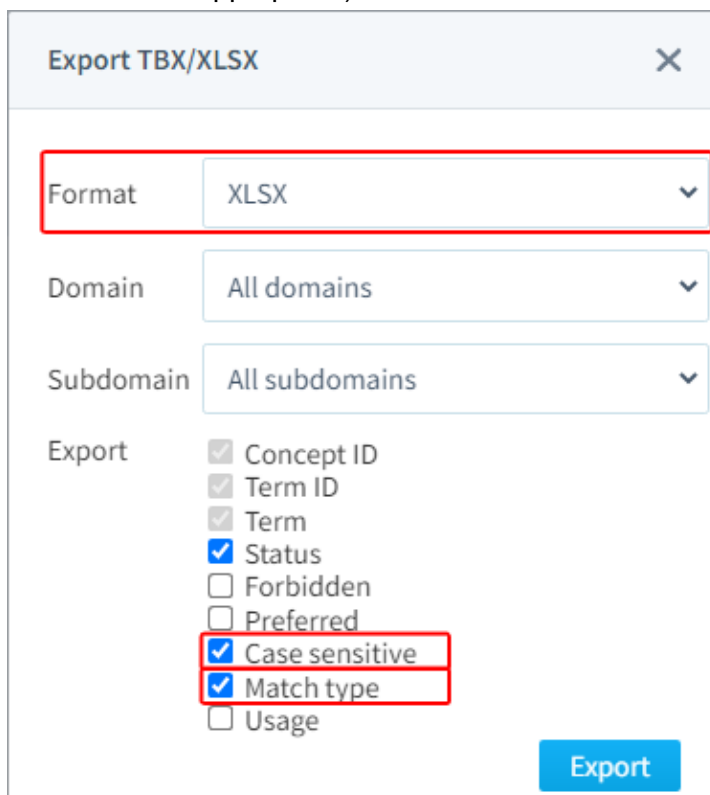 Export TBX/XLSX
Format XLSX
Domain All domains
Subdomain All subdomains
Export Concept ID
Term ID
Term
Status
Forbidden
Preferred
Case sensitive
Match type
Usage
Export